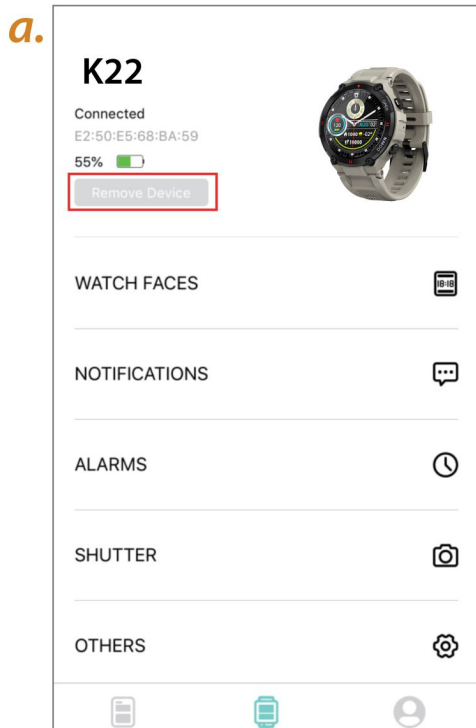 a.
K22
Connected
E2:50:E5:68:BA:59
55%
Remove Device
WATCH FACES
18:18
NOTIFICATIONS
ALARMS
SHUTTER
OTHERS